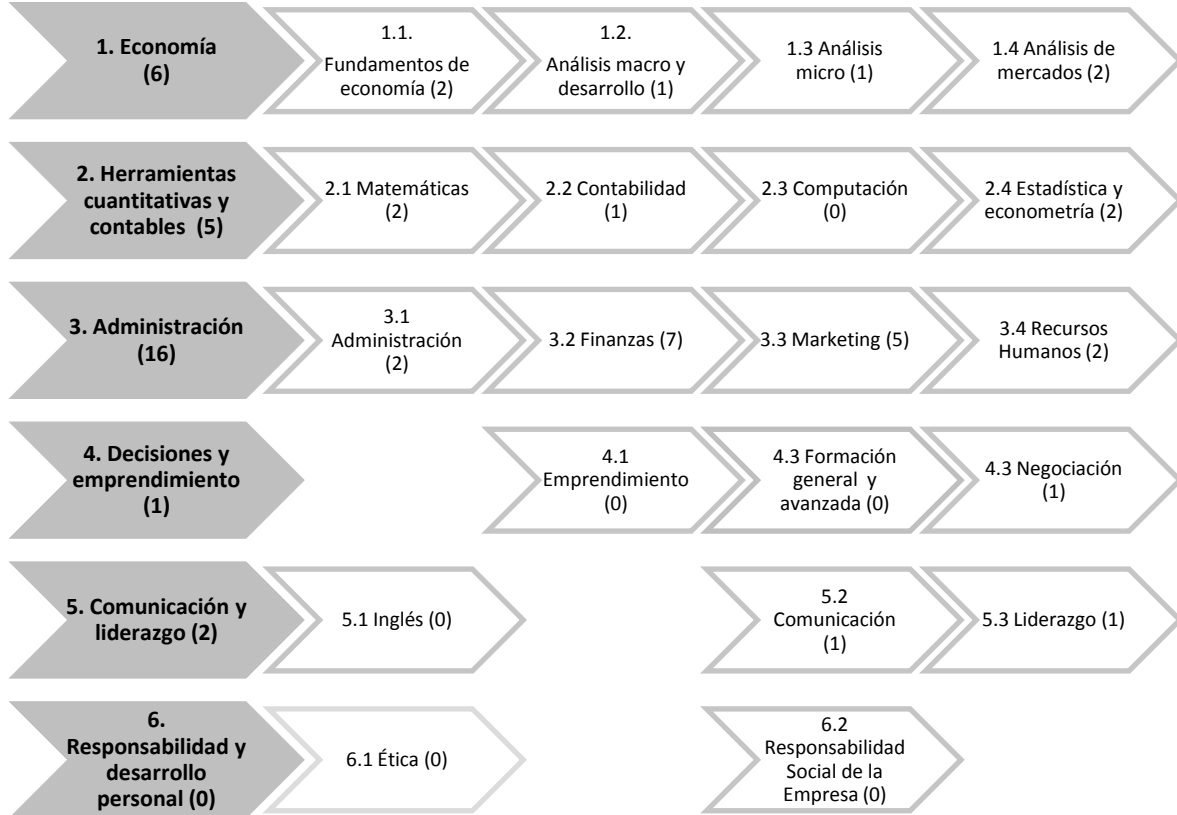 1. Economía
(6)
1.1.
Fundamentos de
economía (2)
1.2.
Análisis macro y
desarrollo (1)
1.3 Análisis
micro (1)
1.4 Análisis de
mercados (2)
2. Herramientas
cuantitativas y
contables (5)
2.1 Matemáticas
(2)
2.2 Contabilidad
(1)
2.3 Computación
(0)
2.4 Estadística y
econometría (2)
3. Administración
(16)
3.1
Administración
(2)
3.2 Finanzas (7)
3.3 Marketing (5)
3.4 Recursos
Humanos (2)
4. Decisiones y
emprendimiento
(1)
4.1
Emprendimiento
(0)
4.3 Formación
general y
avanzada (0)
4.3 Negociación
(1)
5. Comunicación y
liderazgo (2)
5.1 Inglés (0)
5.2
Comunicación
(1)
5.3 Liderazgo (1)
6.
Responsabilidad y
desarrollo
personal (0)
6.1 Ética (0)
6.2
Responsabilidad
Social de la
Empresa (0)